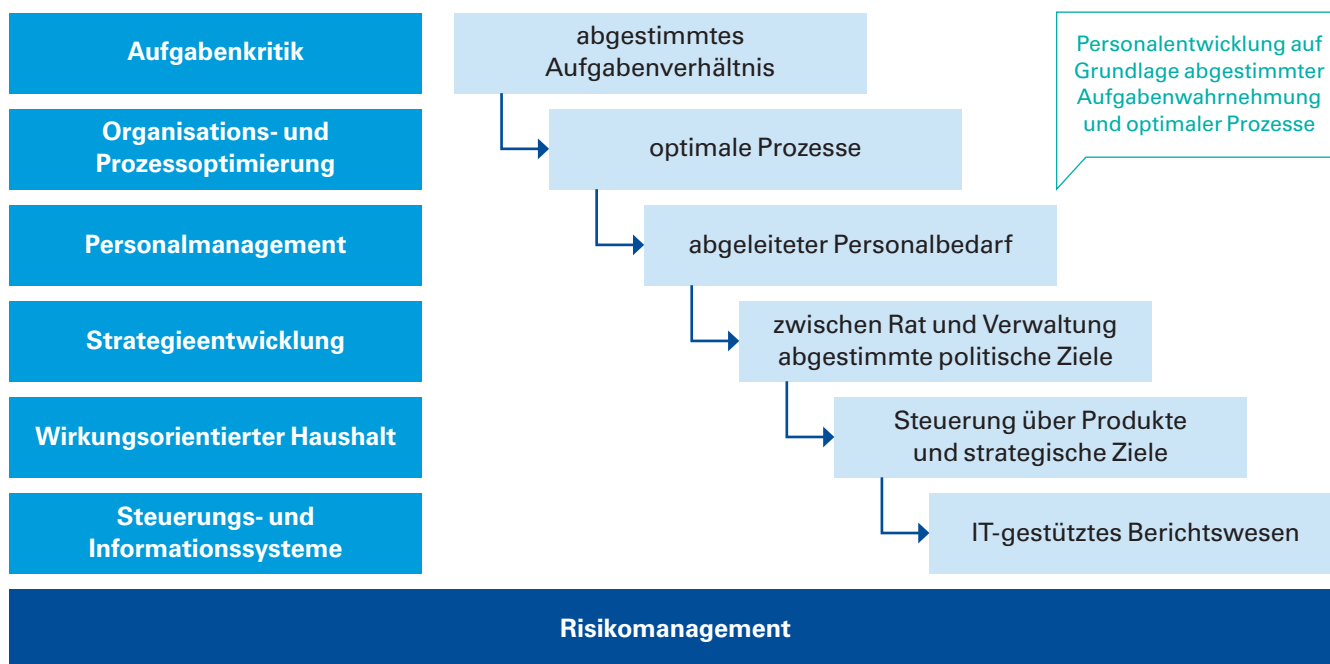 Aufgabenkritik
abgestimmtes
Aufgabenverhältnis
Personalentwicklung auf
Grundlage abgestimmter
Aufgabenwahrnehmung
und optimaler Prozesse
Organisations- und
Prozessoptimierung
optimale Prozesse
Personalmanagement
abgeleiteter Personalbedarf
Strategieentwicklung
zwischen Rat und Verwaltung
abgestimmte politische Ziele
Wirkungsorientierter Haushalt
Steuerung über Produkte
und strategische Ziele
Steuerungs- und
Informationssysteme
IT-gestütztes Berichtswesen
Risikomanagement